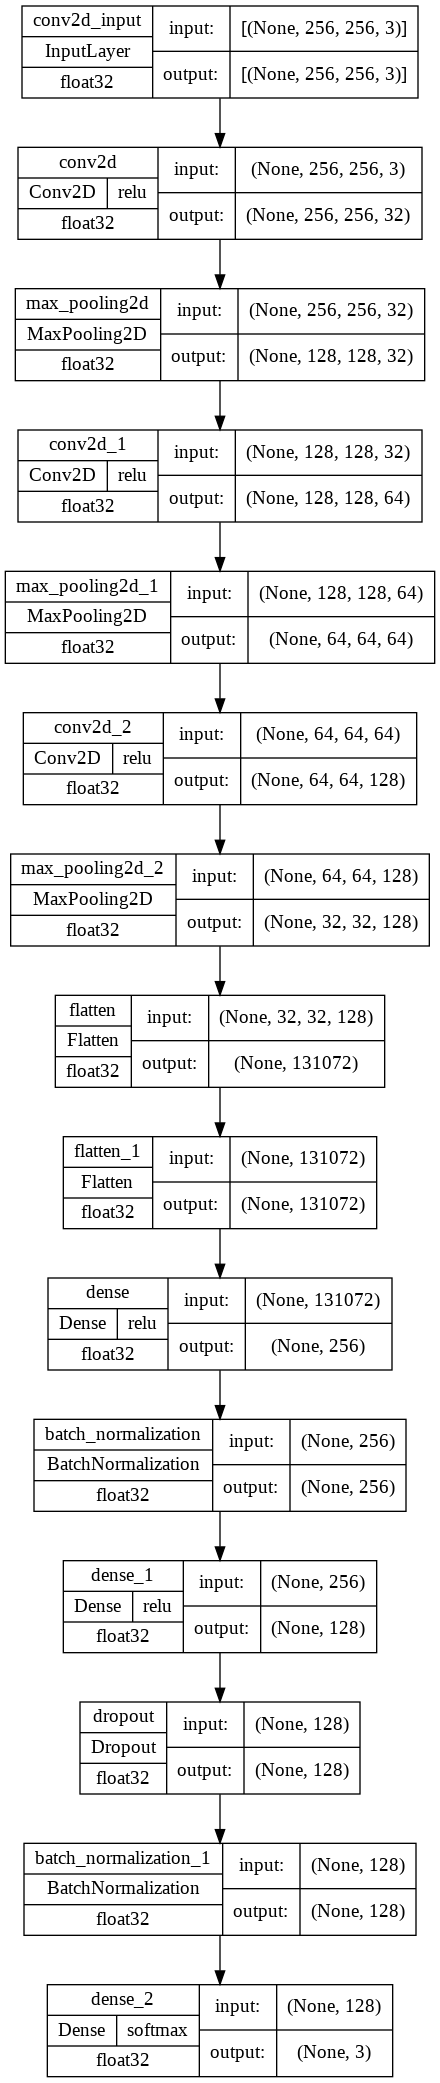 conv2d_input input: [(None, 256, 256, 3)]
InputLayer
float32 output: [(None, 256, 256, 3)]
conv2d input: (None, 256, 256, 3)
Conv2D relu
float32 output: (None, 256, 256, 32)
max_pooling2d input: (None, 256, 256, 32)
MaxPooling2D
float32 output: (None, 128, 128, 32)
conv2d_1 input: (None, 128, 128, 32)
Conv2D relu
float32 output: (None, 128, 128, 64)
max_pooling2d_1 input: (None, 128, 128, 64)
MaxPooling2D
float32 output: (None, 64, 64, 64)
conv2d_2 input: (None, 64, 64, 64)
Conv2D relu
float32 output: (None, 64, 64, 128)
max_pooling2d_2 input: (None, 64, 64, 128)
MaxPooling2D
float32 output: (None, 32, 32, 128)
flatten input: (None, 32, 32, 128)
Flatten
float32 output: (None, 131072)
flatten_1 input: (None, 131072)
Flatten
float32 output: (None, 131072)
dense input: (None, 131072)
Dense relu
float32 output: (None, 256)
batch_normalization input: (None, 256)
BatchNormalization
float32 output: (None, 256)
dense_1 input: (None, 256)
Dense relu
float32 output: (None, 128)
dropout input: (None, 128)
Dropout
float32 output: (None, 128)
batch_normalization_1 input: (None, 128)
BatchNormalization
float32 output: (None, 128)
dense_2 input: (None, 128)
Dense softmax
float32 output: (None, 3)